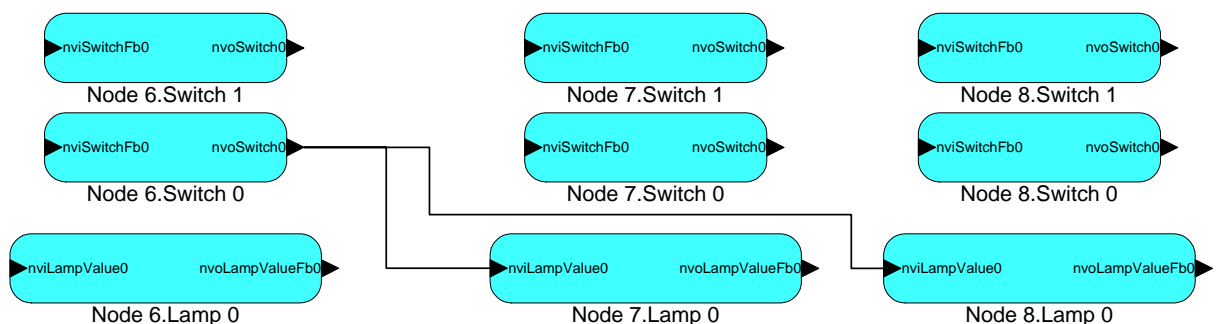 nviSwitchFb0 nvoSwitch0 nviSwitchFb0 nvoSwitch0 nviSwitchFb0 nvoSwitch0
Node 6.Switch 1 Node 7.Switch 1 Node 8.Switch 1
nviSwitchFb0 nvoSwitch0 nviSwitchFb0 nvoSwitch0 nviSwitchFb0 nvoSwitch0
Node 6.Switch 0 Node 7.Switch 0 Node 8.Switch 0
nviLampValue0 nvoLampValueFb0 nviLampValue0 nvoLampValueFb0 nviLampValue0 nvoLampValueFb0
Node 6.Lamp 0 Node 7.Lamp 0 Node 8.Lamp 0